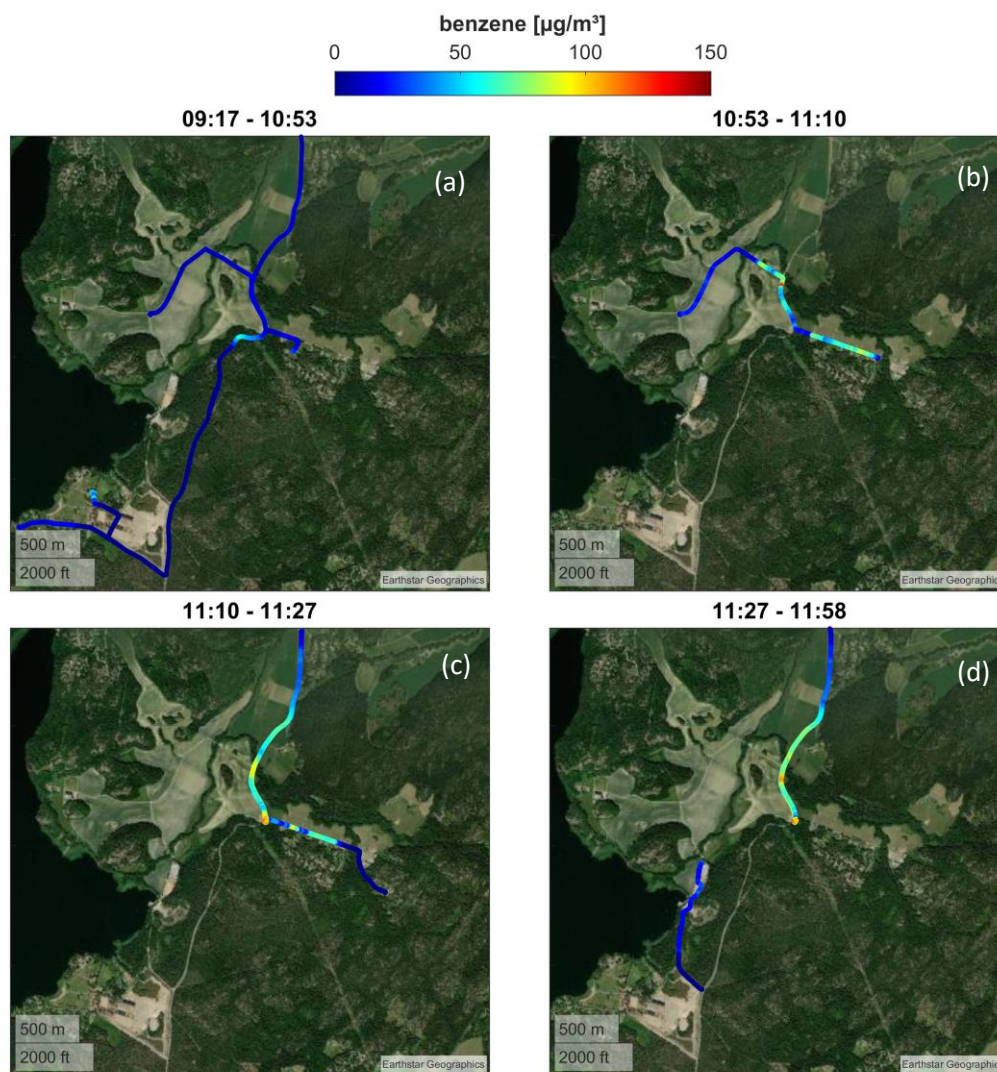 benzene [µg/m³]
0 50 100 150
09:17 - 10:53
10:53 - 11:10
(a)
(b)
500 m
2000 ft
Earthstar Geographics
500 m
2000 ft
Earthstar Geographics
11:10 - 11:27
11:27 - 11:58
(c)
(d)
500 m
2000 ft
Earthstar Geographics
500 m
2000 ft
Earthstar Geographics